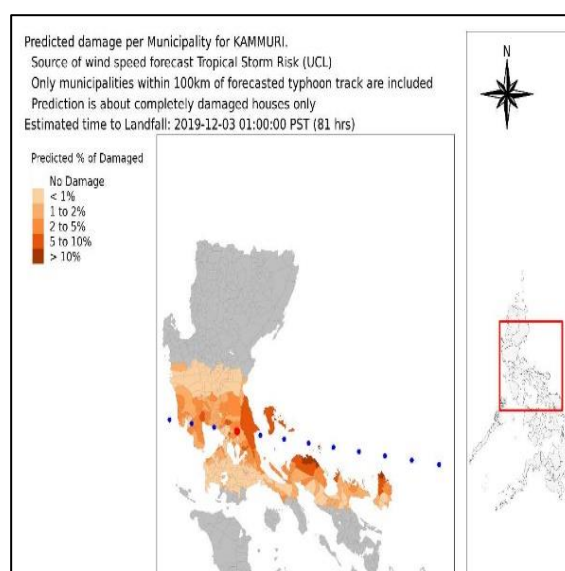 Predicted damage per Municipality for KAMMURI.
Source of wind speed forecast Tropical Storm Risk (UCL)
Only municipalities within 100km of forecasted typhoon track are included
Prediction is about completely damaged houses only
Estimated time to Landfall: 2019-12-03 01:00:00 PST (81 hrs)
Predicted % of Damaged
No Damage
< 1%
1 to 2%
2 to 5%
5 to 10%
> 10%
N